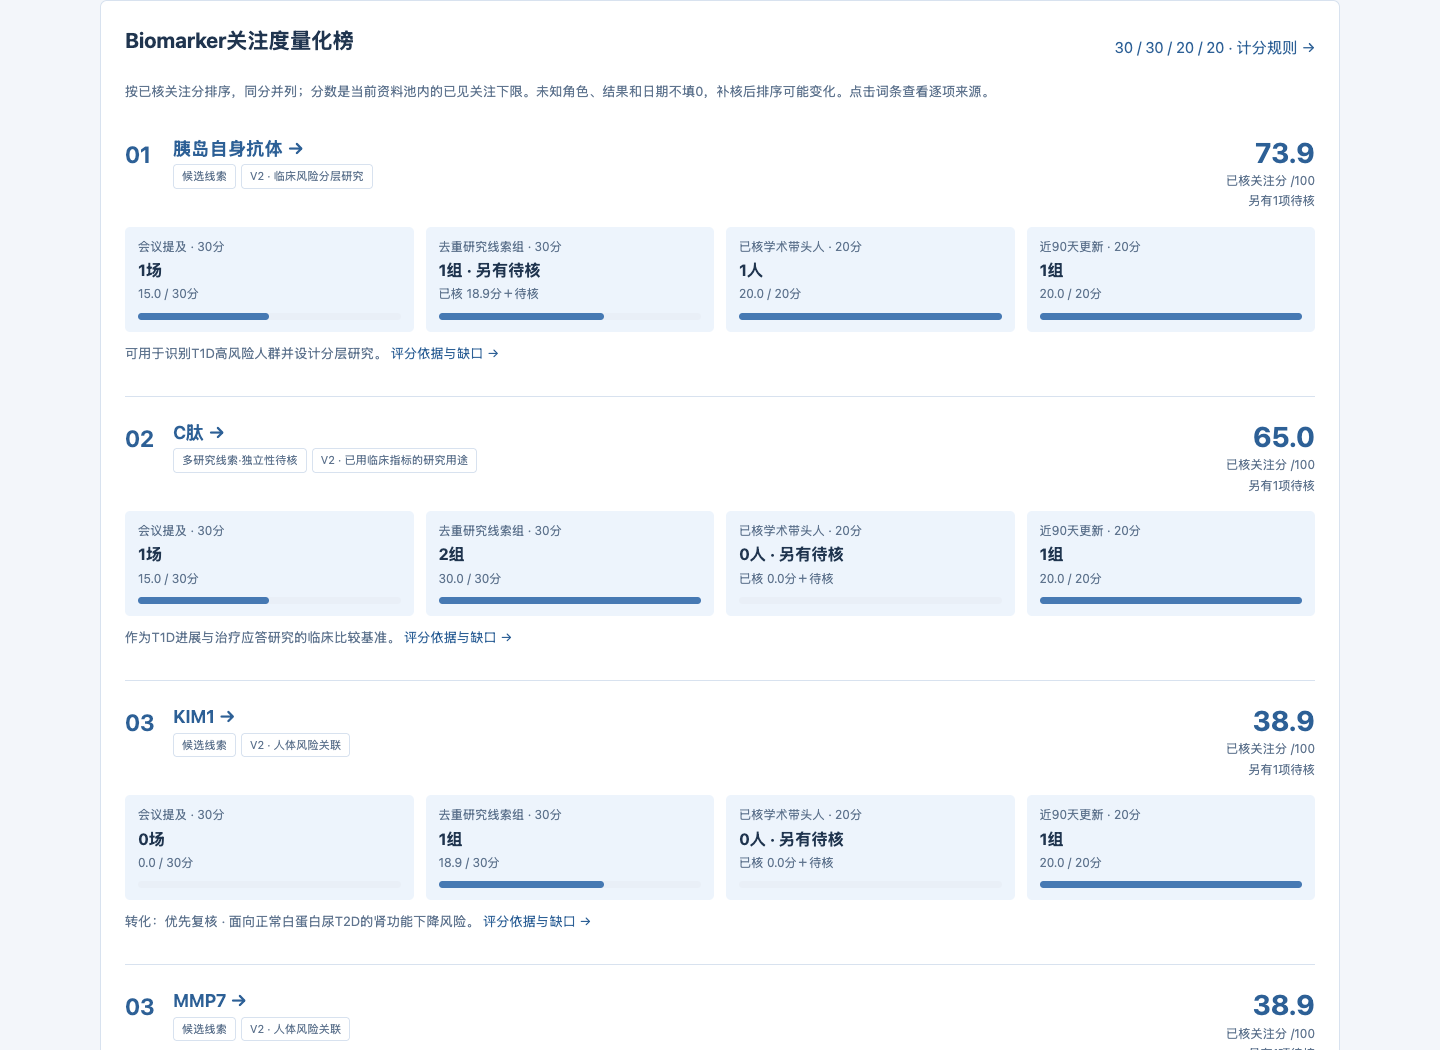 Biomarker关注度量化榜
30 / 30 / 20 / 20 · 计分规则 →
按已核关注分排序，同分并列；分数是当前资料池内的已见关注下限。未知角色、结果和日期不填0，补核后排序可能变化。点击词条查看逐项来源。
01
胰岛自身抗体 →
候选线索
V2 · 临床风险分层研究
73.9
已核关注分 /100
另有1项待核
会议提及 · 30分
1场
15.0 / 30分
去重研究线索组 · 30分
1组 · 另有待核
已核 18.9分＋待核
已核学术带头人 · 20分
1人
20.0 / 20分
近90天更新 · 20分
1组
20.0 / 20分
可用于识别T1D高风险人群并设计分层研究。 评分依据与缺口 →
02
C肽 →
多研究线索·独立性待核
V2 · 已用临床指标的研究用途
65.0
已核关注分 /100
另有1项待核
会议提及 · 30分
1场
15.0 / 30分
去重研究线索组 · 30分
2组
30.0 / 30分
已核学术带头人 · 20分
0人 · 另有待核
已核 0.0分＋待核
近90天更新 · 20分
1组
20.0 / 20分
作为T1D进展与治疗应答研究的临床比较基准。 评分依据与缺口 →
03
KIM1 →
候选线索
V2 · 人体风险关联
38.9
已核关注分 /100
另有1项待核
会议提及 · 30分
0场
0.0 / 30分
去重研究线索组 · 30分
1组
18.9 / 30分
已核学术带头人 · 20分
0人 · 另有待核
已核 0.0分＋待核
近90天更新 · 20分
1组
20.0 / 20分
转化：优先复核 · 面向正常白蛋白尿T2D的肾功能下降风险。 评分依据与缺口 →
03
MMP7 →
候选线索
V2 · 人体风险关联
38.9
已核关注分 /100